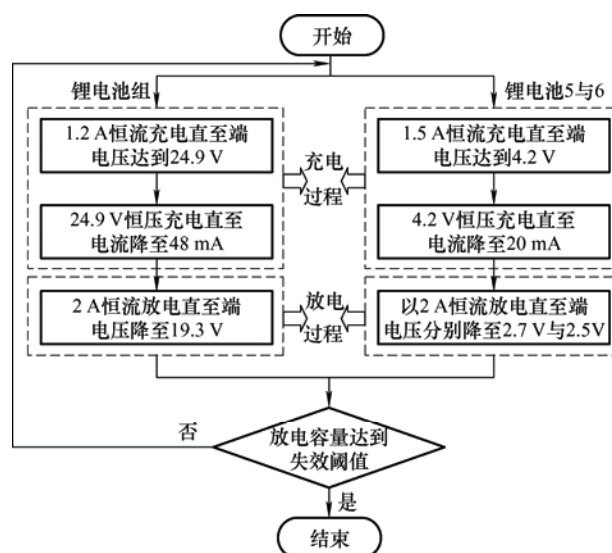 开始
锂电池组
锂电池5与6
1.2 A恒流充电直至端
电压达到24.9 V
充电
过程
1.5 A恒流充电直至端
电压达到4.2 V
24.9 V恒压充电直至
电流降至48 mA
4.2 V恒压充电直至
电流降至20 mA
2 A恒流放电直至端
电压降至19.3 V
放电
过程
以2 A恒流放电直至端
电压分别降至2.7 V与2.5V
否
放电容量达到
失效阈值
是
结束